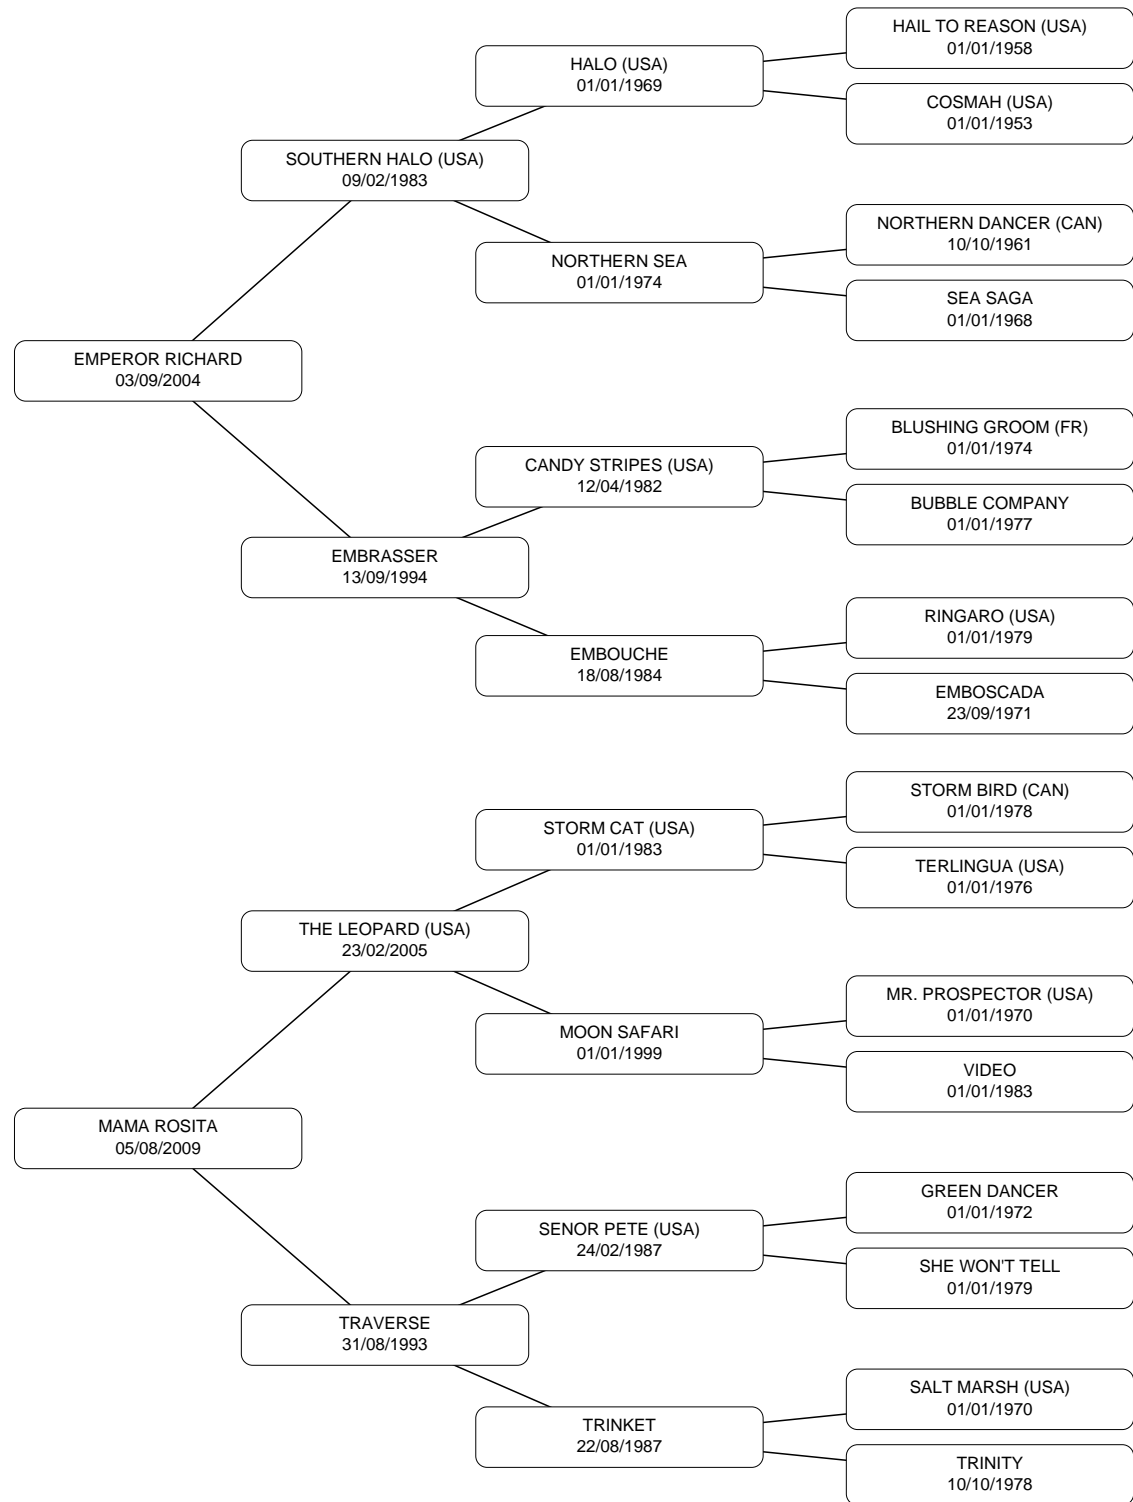 HAIL TO REASON (USA)
01/01/1958
HALO (USA)
01/01/1969
COSMAH (USA)
01/01/1953
SOUTHERN HALO (USA)
09/02/1983
NORTHERN DANCER (CAN)
10/10/1961
NORTHERN SEA
01/01/1974
SEA SAGA
01/01/1968
EMPEROR RICHARD
03/09/2004
BLUSHING GROOM (FR)
01/01/1974
CANDY STRIPES (USA)
12/04/1982
BUBBLE COMPANY
01/01/1977
EMBRASSER
13/09/1994
RINGARO (USA)
01/01/1979
EMBOUCHE
18/08/1984
EMBOSCADA
23/09/1971
STORM BIRD (CAN)
01/01/1978
STORM CAT (USA)
01/01/1983
TERLINGUA (USA)
01/01/1976
THE LEOPARD (USA)
23/02/2005
MR. PROSPECTOR (USA)
01/01/1970
MOON SAFARI
01/01/1999
VIDEO
01/01/1983
MAMA ROSITA
05/08/2009
GREEN DANCER
01/01/1972
SENOR PETE (USA)
24/02/1987
SHE WON'T TELL
01/01/1979
TRAVERSE
31/08/1993
SALT MARSH (USA)
01/01/1970
TRINKET
22/08/1987
TRINITY
10/10/1978